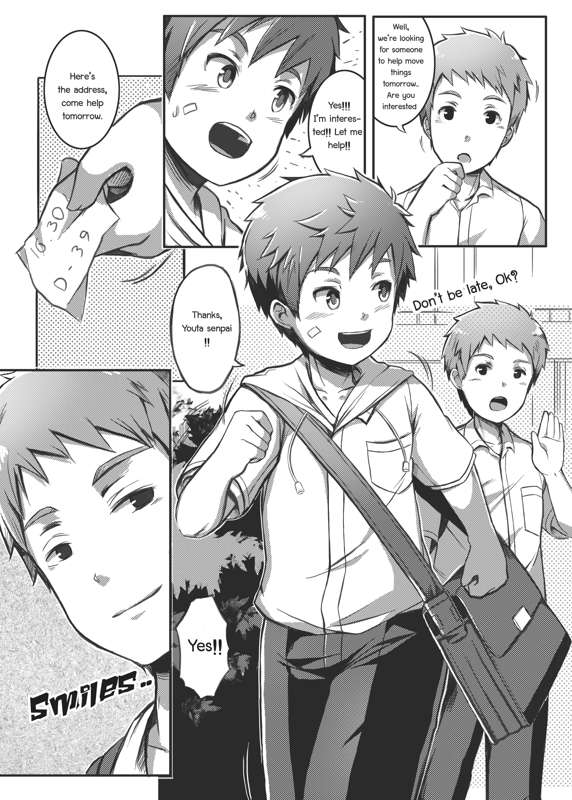 Well,
we're looking
for someone
to help move
things
tomorrow..
Are you
interested
Yes!!!
I'm interes-
ted!! Let me
help!!
Here's
the address,
come help
tomorrow.
Don't be late, Ok?
Thanks,
Youta senpai
!!
Yes!!
smiles..